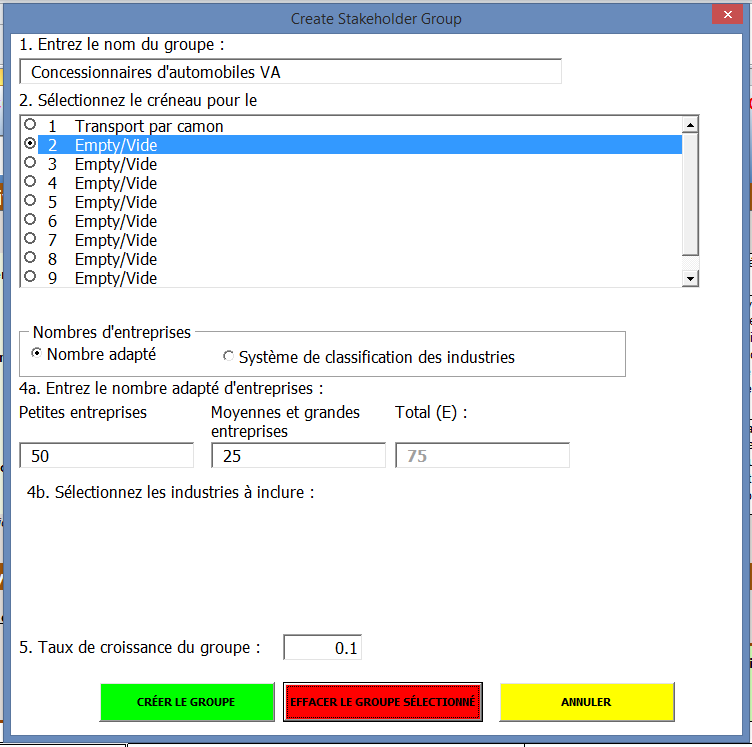 Create Stakeholder Group
1. Entrez le nom du groupe :
Concessionnaires d'automobiles VA
2. Sélectionnez le créneau pour le
1 Transport par camon
2 Empty/Vide
3 Empty/Vide
4 Empty/Vide
5 Empty/Vide
6 Empty/Vide
7 Empty/Vide
8 Empty/Vide
9 Empty/Vide
Nombres d'entreprises
Nombre adapté Système de classification des industries
4a. Entrez le nombre adapté d'entreprises :
Petites entreprises Moyennes et grandes entreprises Total (E) :
50 25 75
4b. Sélectionnez les industries à inclure :
5. Taux de croissance du groupe : 0.1
CRÉER LE GROUPE EFFACER LE GROUPE SÉLECTIONNÉ ANNULER